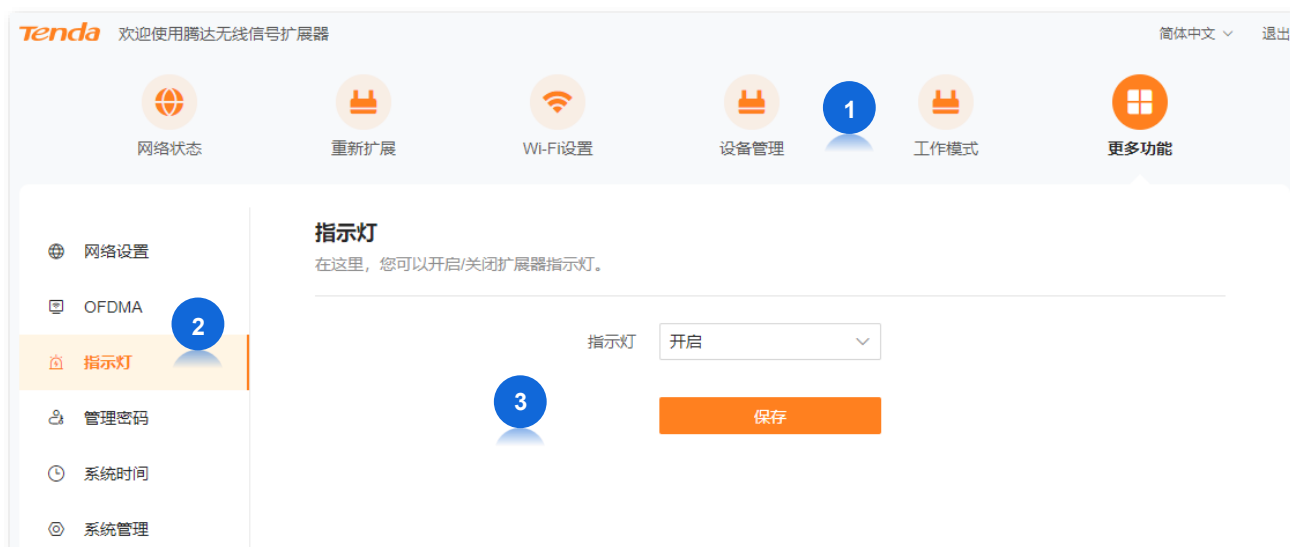 Tenda 欢迎使用腾达无线信号扩展器 简体中文 退出
网络状态 重新扩展 Wi-Fi设置 设备管理 1 工作模式 更多功能
指示灯
在这里，您可以开启/关闭扩展器指示灯。
网络设置
OFDMA
2
指示灯
管理密码
系统时间
系统管理
指示灯 开启
3
保存